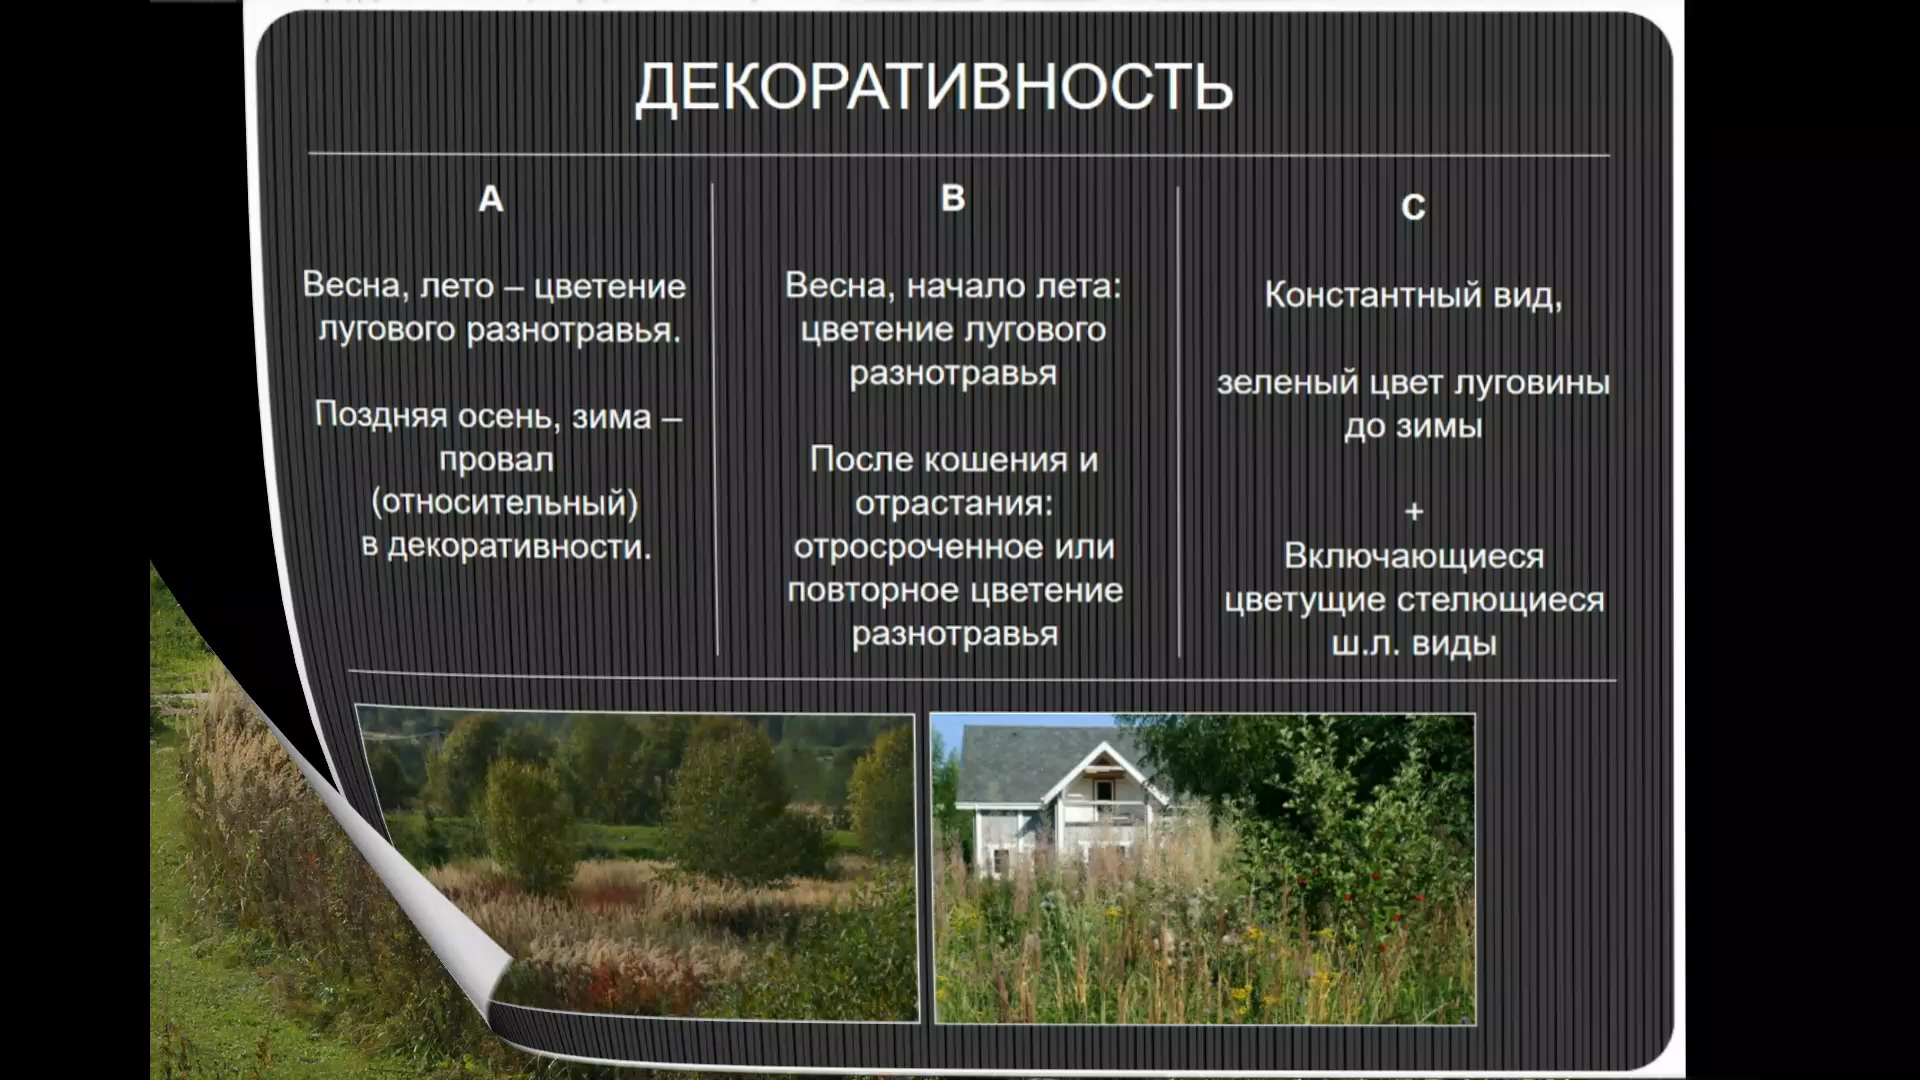 ДЕКОРАТИВНОСТЬ
A
Весна, лето – цветение
лугового разнотравья.
Поздняя осень, зима –
провал
(относительный)
в декоративности.
B
Весна, начало лета:
цветение лугового
разнотравья
После кошения и
отрастания:
отросроченное или
повторное цветение
разнотравья
C
Константный вид,
зеленый цвет луговины
до зимы
+
Включающиеся
цветущие стелющиеся
ш.л. виды